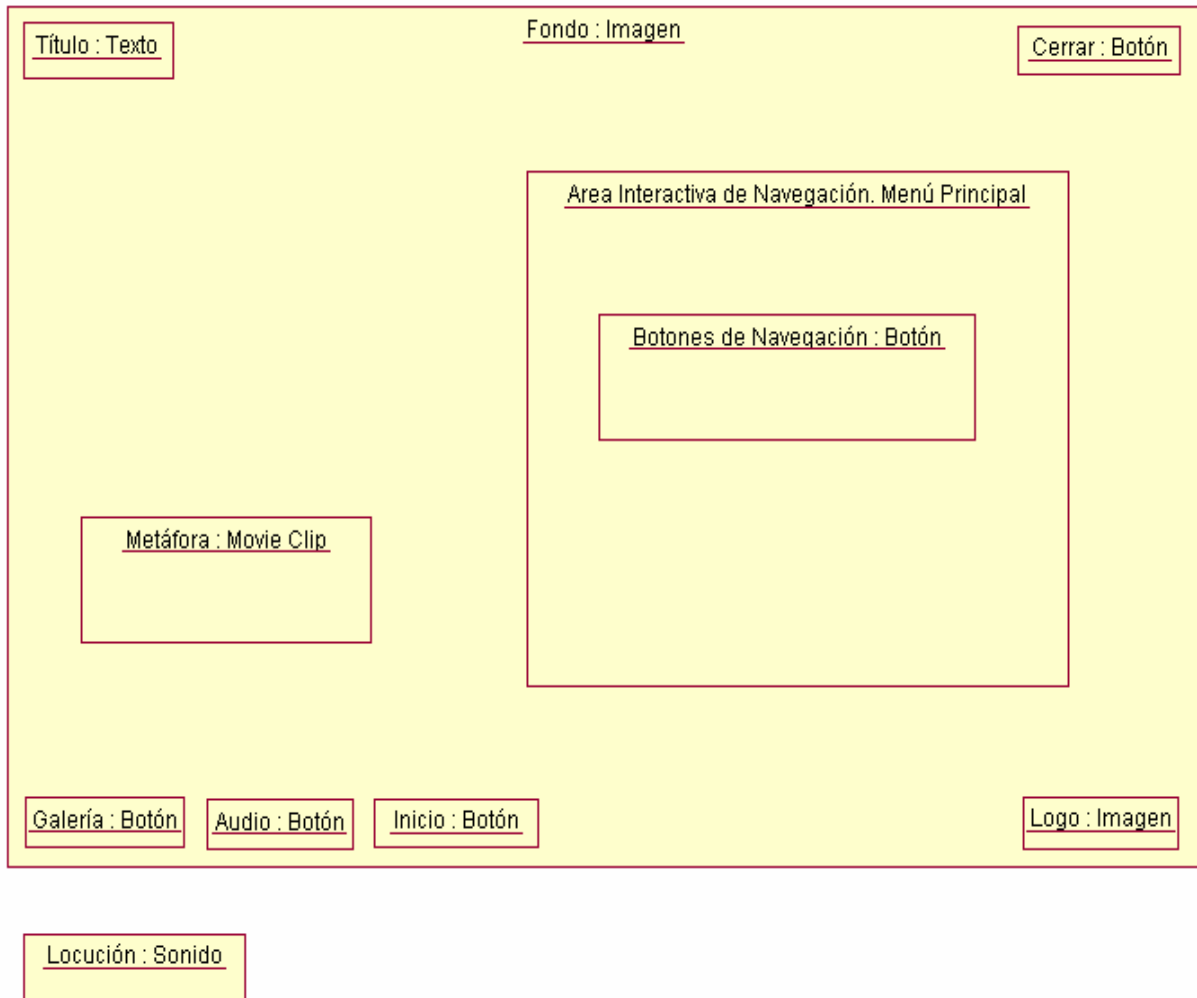 Título : Texto
Fondo : Imagen
Cerrar : Botón
Area Interactiva de Navegación. Menú Principal
Botones de Navegación : Botón
Metáfora : Movie Clip
Galería : Botón
Audio : Botón
Inicio : Botón
Logo : Imagen
Locución : Sonido